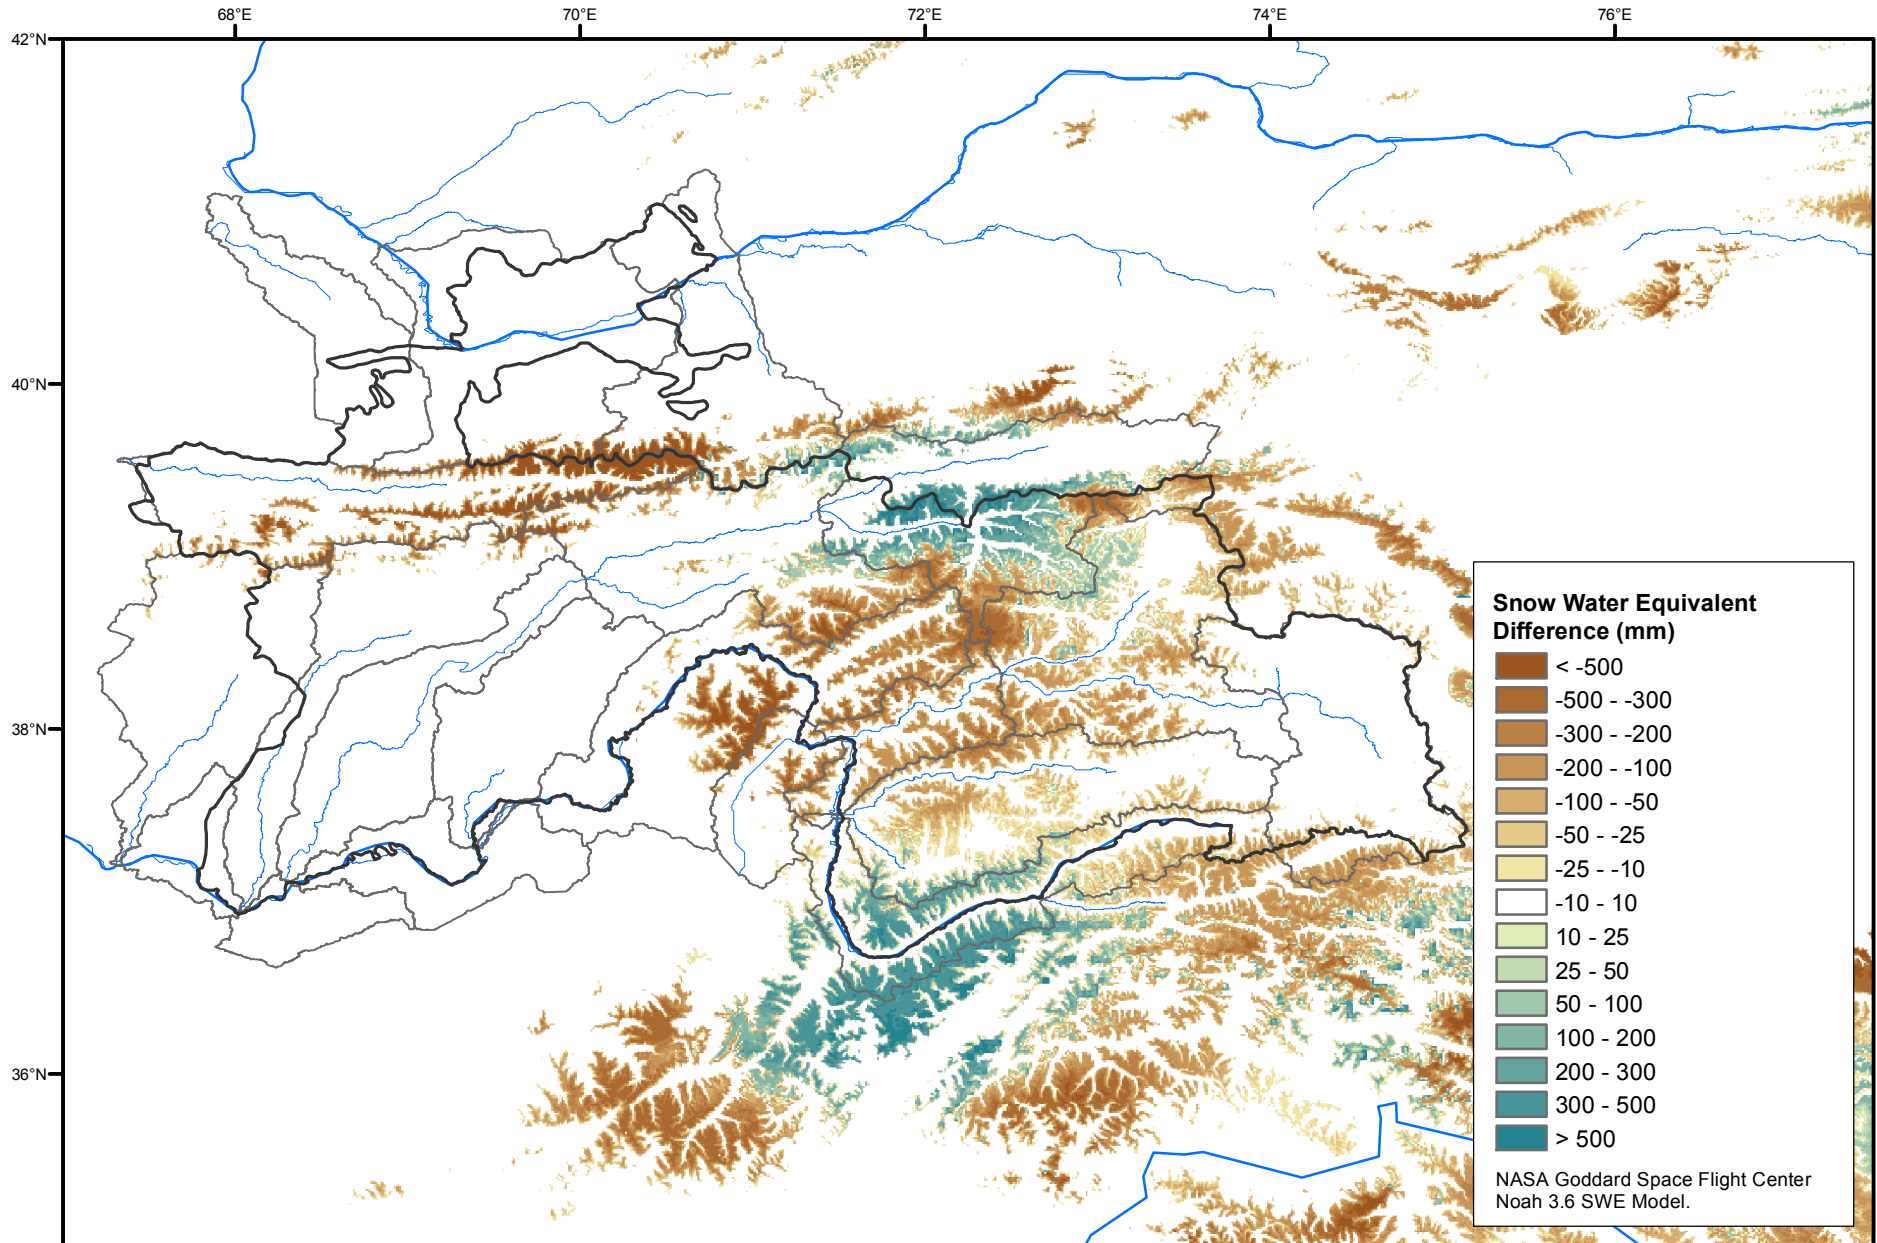 68°E 70°E 72°E 74°E 76°E
42°N
40°N
38°N
36°N
Snow Water Equivalent
Difference (mm)
< -500
-500 - -300
-300 - -200
-200 - -100
-100 - -50
-50 - -25
-25 - -10
-10 - 10
10 - 25
25 - 50
50 - 100
100 - 200
200 - 300
300 - 500
> 500
NASA Goddard Space Flight Center
Noah 3.6 SWE Model.